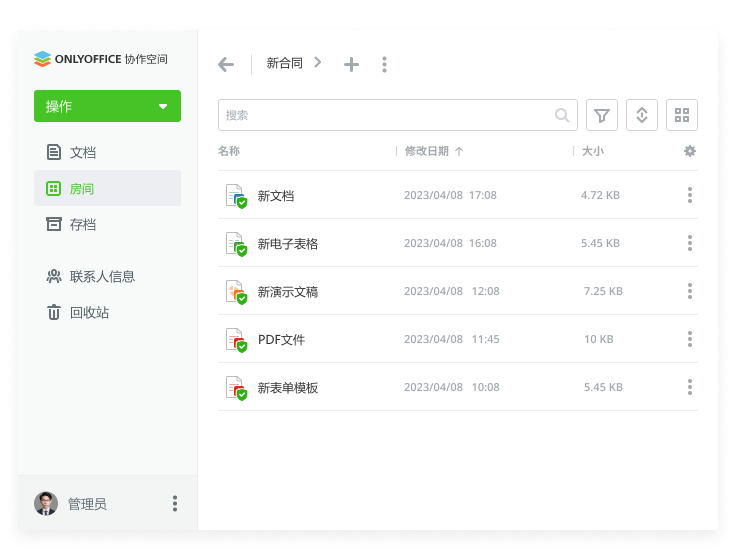 ONLYOFFICE 协作空间
操作
文档
房间
存档
联系人信息
回收站
管理员
新合同
搜索
名称 修改日期 大小
新文档 2023/04/08 17:08 4.72 KB
新电子表格 2023/04/08 16:08 5.45 KB
新演示文稿 2023/04/08 12:08 7.25 KB
PDF文件 2023/04/08 11:45 10 KB
新表单模板 2023/04/08 10:08 5.45 KB